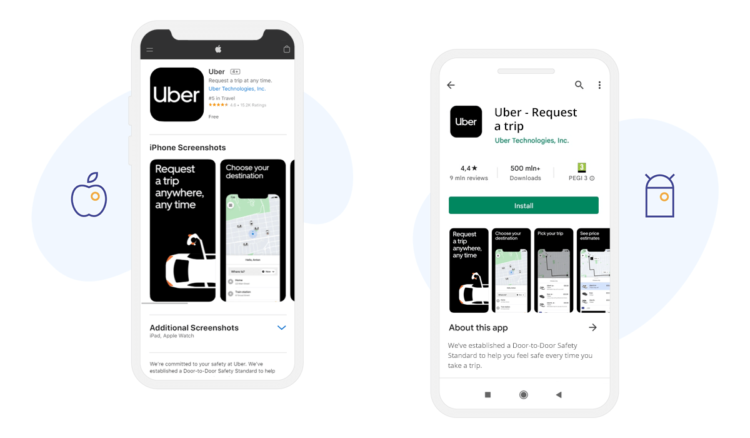 Uber 4+
Request a trip at any time.
Uber Technologies, Inc.
#5 in Travel
Free
Uber
iPhone Screenshots
Request
a trip
anywhere,
any time
Choose your
destination
Additional Screenshots
iPad, Apple Watch
We're committed to your safety at Uber. We've
established a Door-to-Door Safety Standard to help
Uber
Uber - Request
a trip
Uber Technologies, Inc.
4,4★
9 mln reviews
500 mln+
Downloads
3
PEGI 3
Install
Request
a trip
anywhere,
any time
Choose your
destination
Pick your trip
See price
estimates
About this app
We've established a Door-to-Door Safety
Standard to help you feel safe every time you
take a trip.